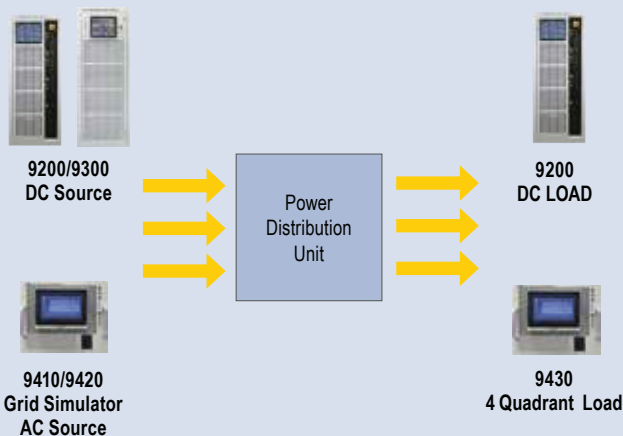 9200/9300
DC Source
9410/9420
Grid Simulator
AC Source
Power
Distribution
Unit
9200
DC LOAD
9430
4 Quadrant Load